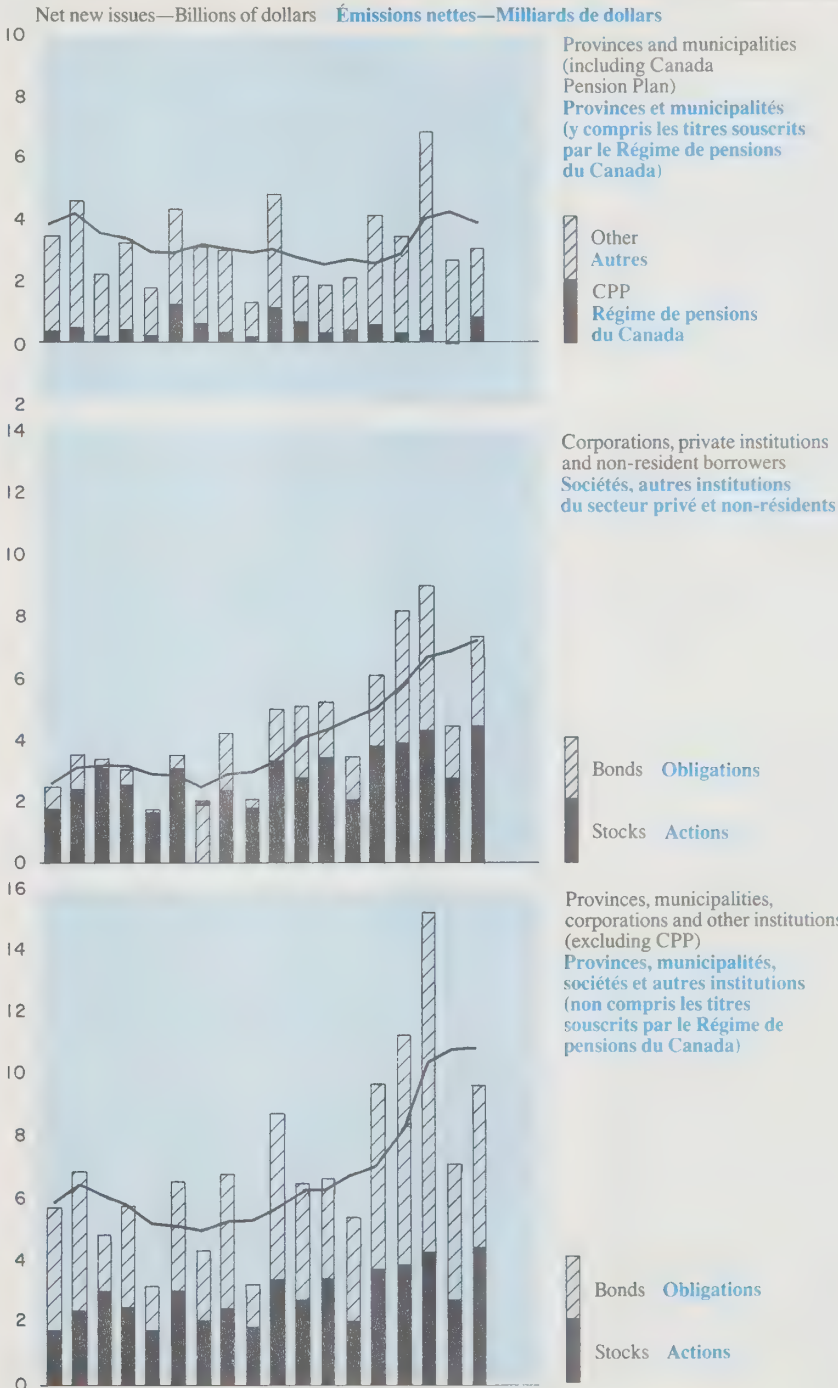 Net new issues—Billions of dollars Émissions nettes—Milliards de dollars
10
8
6
4
2
0
2
Provinces and municipalities
(including Canada
Pension Plan)
Provinces et municipalités
(y compris les titres souscrits
par le Régime de pensions
du Canada)
Other
Autres
CPP
Régime de pensions
du Canada
14
12
10
8
6
4
2
0
Corporations, private institutions
and non-resident borrowers
Sociétés, autres institutions
du secteur privé et non-résidents
Bonds Obligations
Stocks Actions
16
14
12
10
8
6
4
2
0
Provinces, municipalities,
corporations and other institutions
(excluding CPP)
Provinces, municipalités,
sociétés et autres institutions
(non compris les titres
souscrits par le Régime de
pensions du Canada)
Bonds Obligations
Stocks Actions